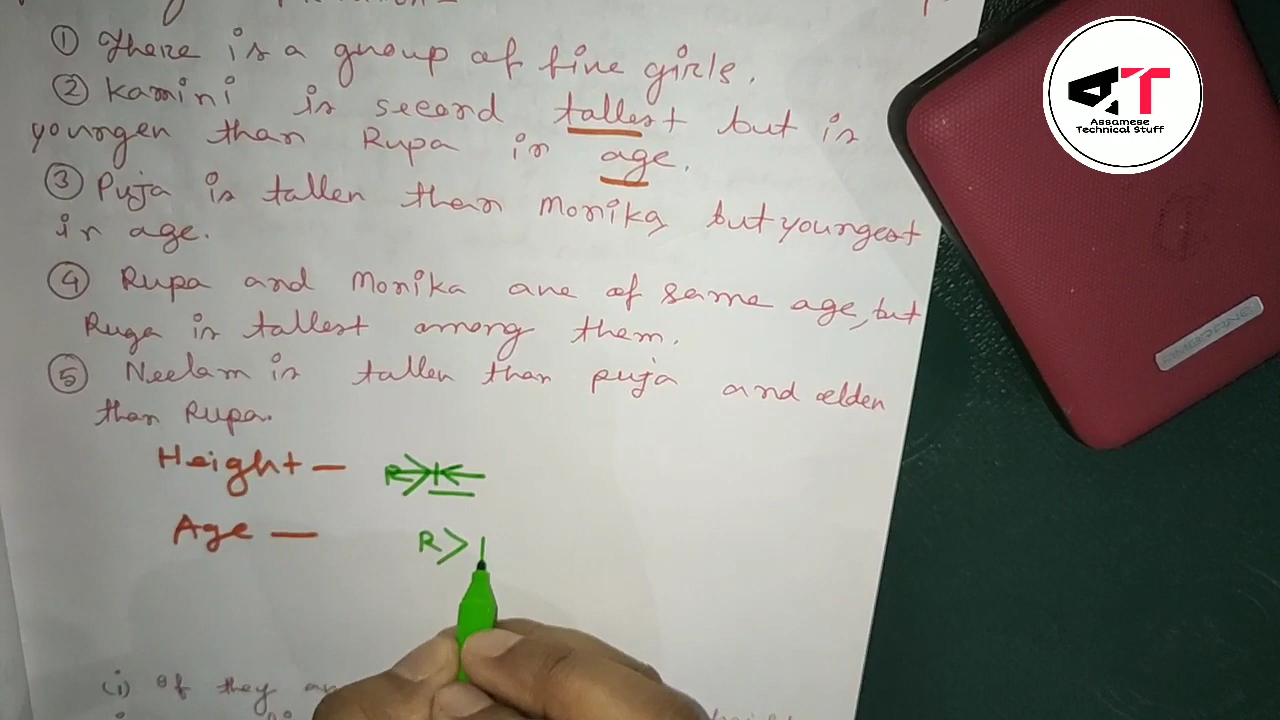 ① There is a group of five girls.
② Kamini is second tallest but is
younger than Rupa in age.
③ Puja is taller than Monika but youngest
in age.
④ Rupa and Monika are of same age, but
Rupa is tallest among them.
⑤ Neelam is taller than puja and elder
than Rupa.
Height —
Age — R>
(i) If they
AT
Assamese
Technical Stuff